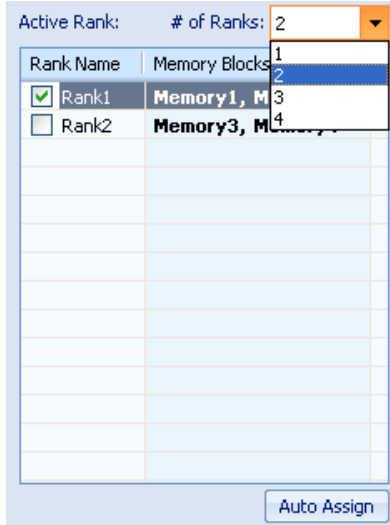 Active Rank: # of Ranks: 2
Rank Name Memory Blocks
1
2
3
4
Rank1 Memory1, M
Rank2 Memory3,
Auto Assign